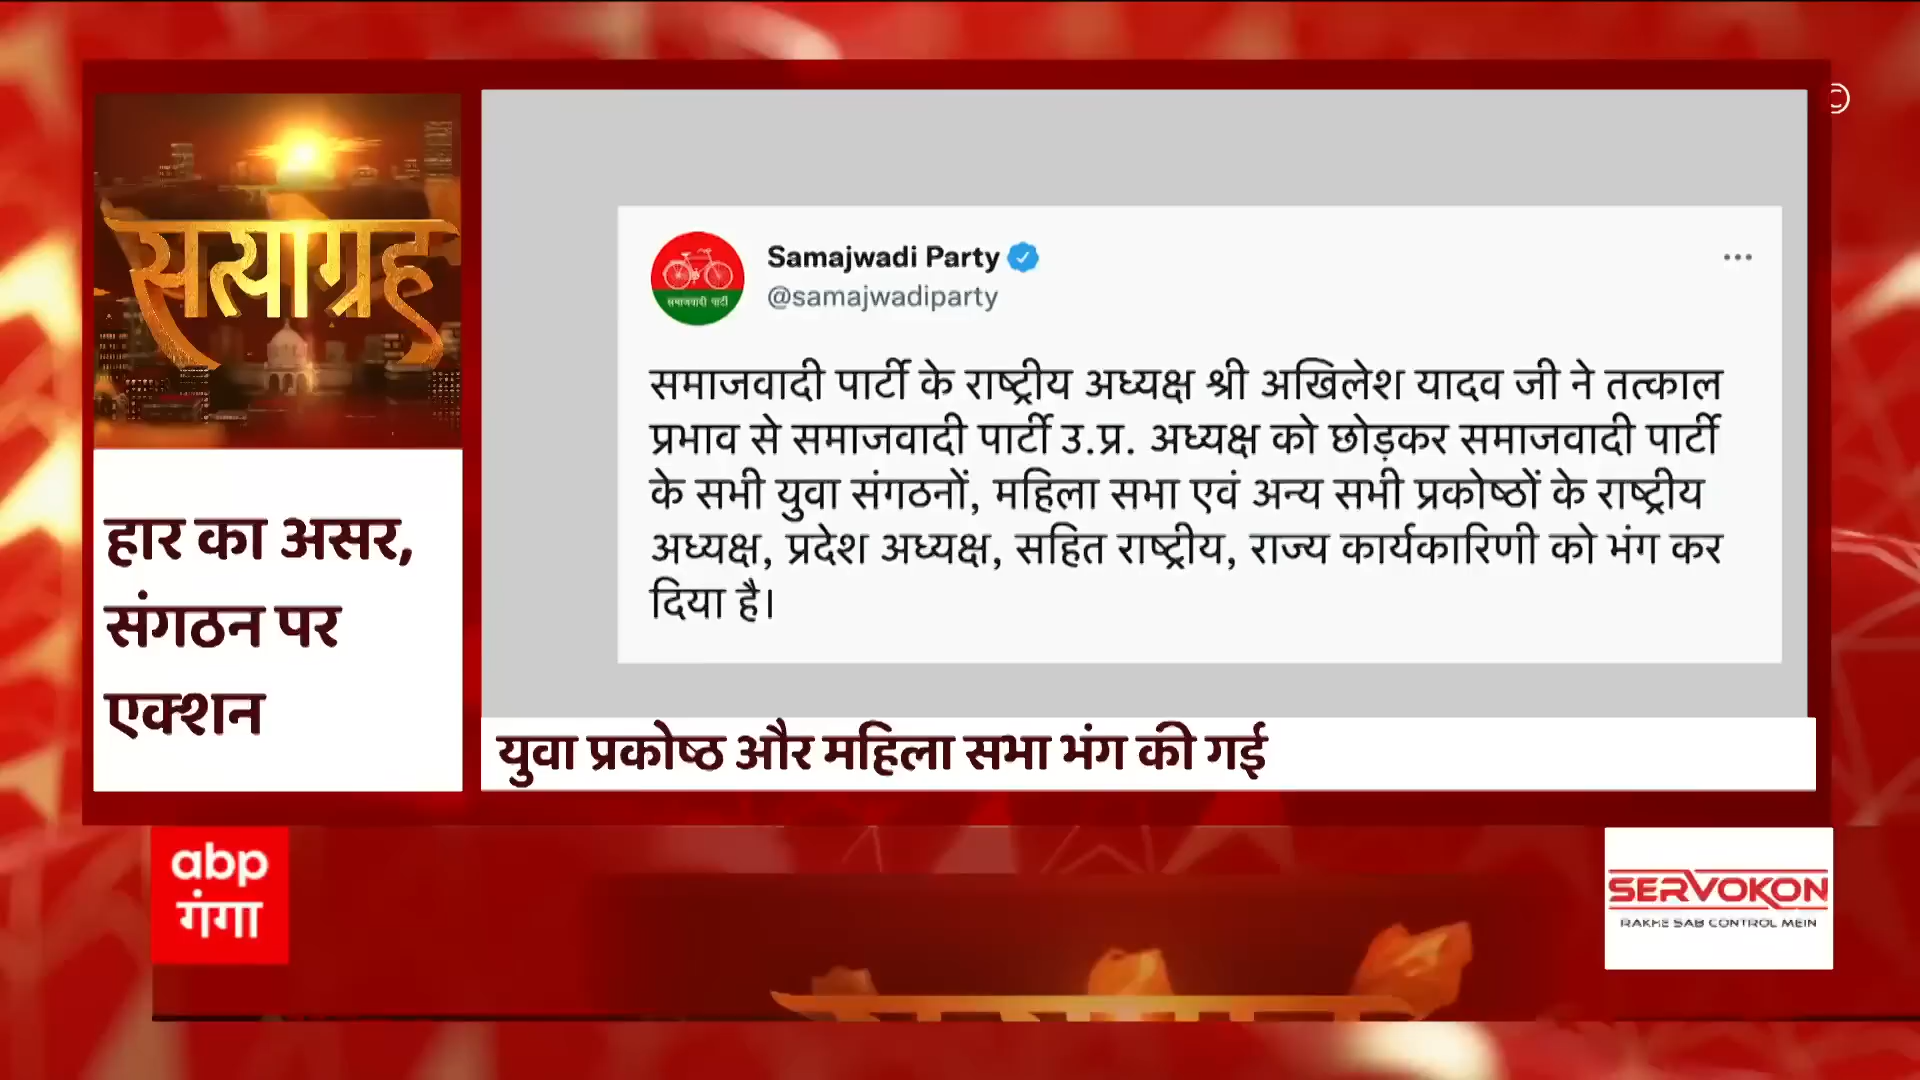 ©
सत्याग्रह
हार का असर,
संगठन पर
एक्शन
Samajwadi Party
@samajwadiparty
समाजवादी पार्टी
समाजवादी पार्टी के राष्ट्रीय अध्यक्ष श्री अखिलेश यादव जी ने तत्काल
प्रभाव से समाजवादी पार्टी उ.प्र. अध्यक्ष को छोड़कर समाजवादी पार्टी
के सभी युवा संगठनों, महिला सभा एवं अन्य सभी प्रकोष्ठों के राष्ट्रीय
अध्यक्ष, प्रदेश अध्यक्ष, सहित राष्ट्रीय, राज्य कार्यकारिणी को भंग कर
दिया है।
युवा प्रकोष्ठ और महिला सभा भंग की गई
abp
गंगा
SERVOKON
RAKHE SAB CONTROL MEIN